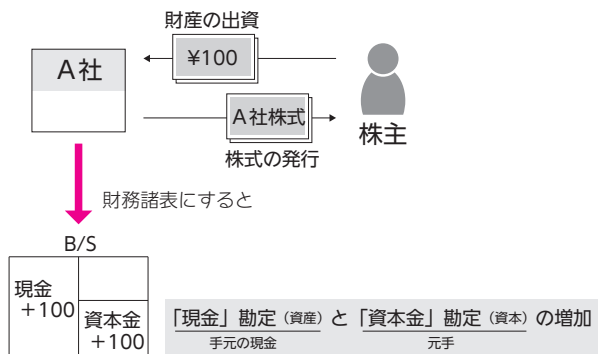 財産の出資
¥100
A社
A社株式
株主
株式の発行
財務諸表にすると
B/S
現金
+100
資本金
+100
「現金」勘定(資産)と「資本金」勘定(資本)の増加
手元の現金
元手